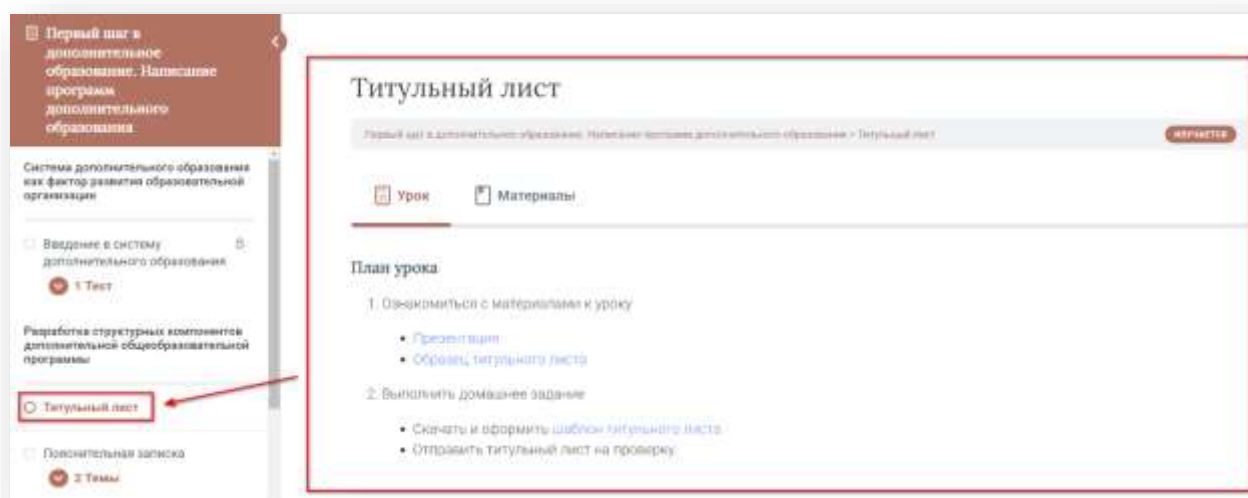 Первый шаг в
дополнительное
образование. Написание
программ
дополнительного
образования
Система дополнительного образования
как фактор развития образовательной
организации
Введение в систему
дополнительного образования
1 Тест
Разработка структурных компонентов
дополнительной общеобразовательной
программы
Титульный лист
Пояснительная записка
2 Темы
Титульный лист
Первый шаг в дополнительное образование. Написание программ дополнительного образования > Титульный лист
ИЗУЧАЕТСЯ
Урок
Материалы
План урока
1. Ознакомиться с материалами к уроку
• Презентация
• Образец титульного листа
2. Выполнить домашнее задание
• Скачать и оформить шаблон титульного листа
• Отправить титульный лист на проверку